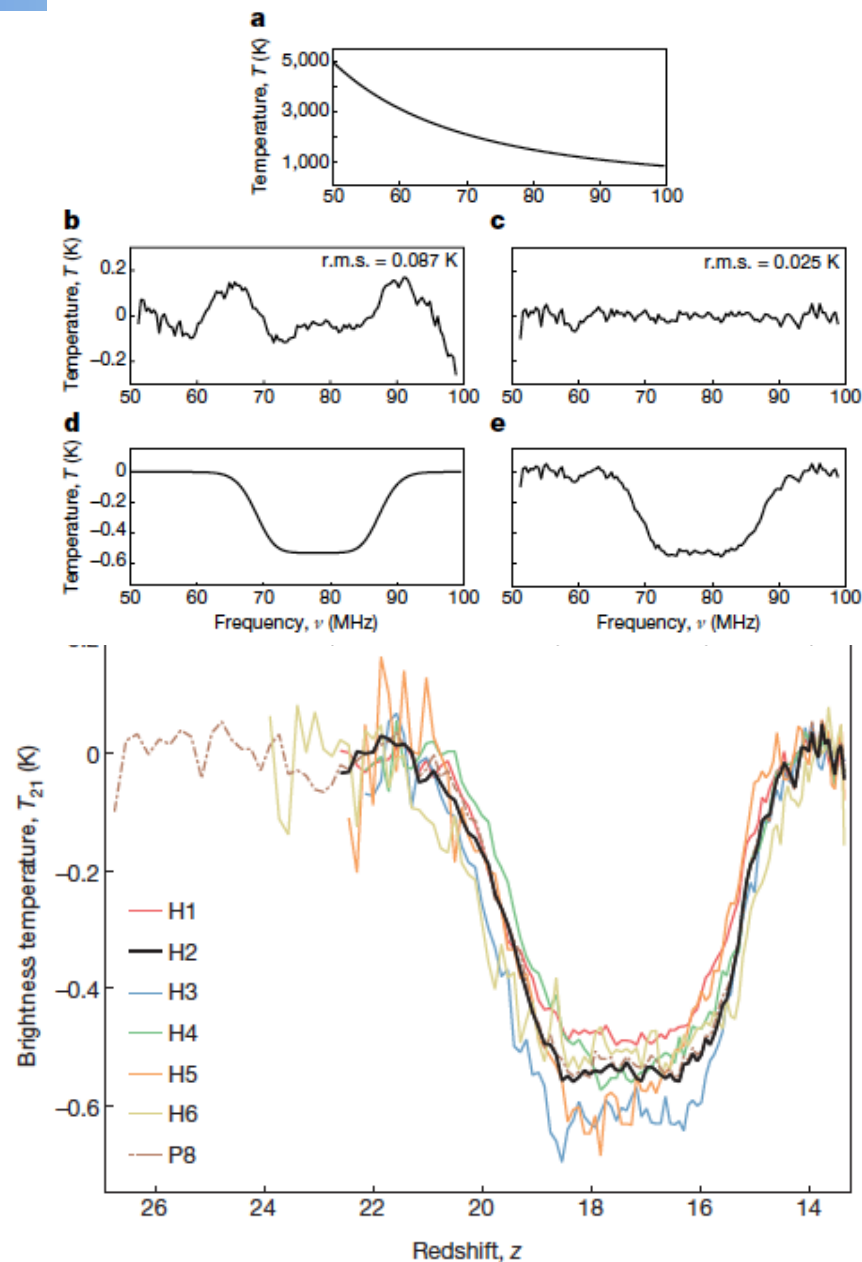 a
Temperature, T (K)
5,000
3,000
1,000
50 60 70 80 90 100
b
Temperature, T (K)
0.2
0
−0.2
r.m.s. = 0.087 K
50 60 70 80 90 100
c
r.m.s. = 0.025 K
50 60 70 80 90 100
d
Temperature, T (K)
0
−0.2
−0.4
−0.6
50 60 70 80 90 100
Frequency, ν (MHz)
e
50 60 70 80 90 100
Frequency, ν (MHz)
Brightness temperature, T21 (K)
0
−0.2
−0.4
−0.6
H1
H2
H3
H4
H5
H6
P8
26 24 22 20 18 16 14
Redshift, z